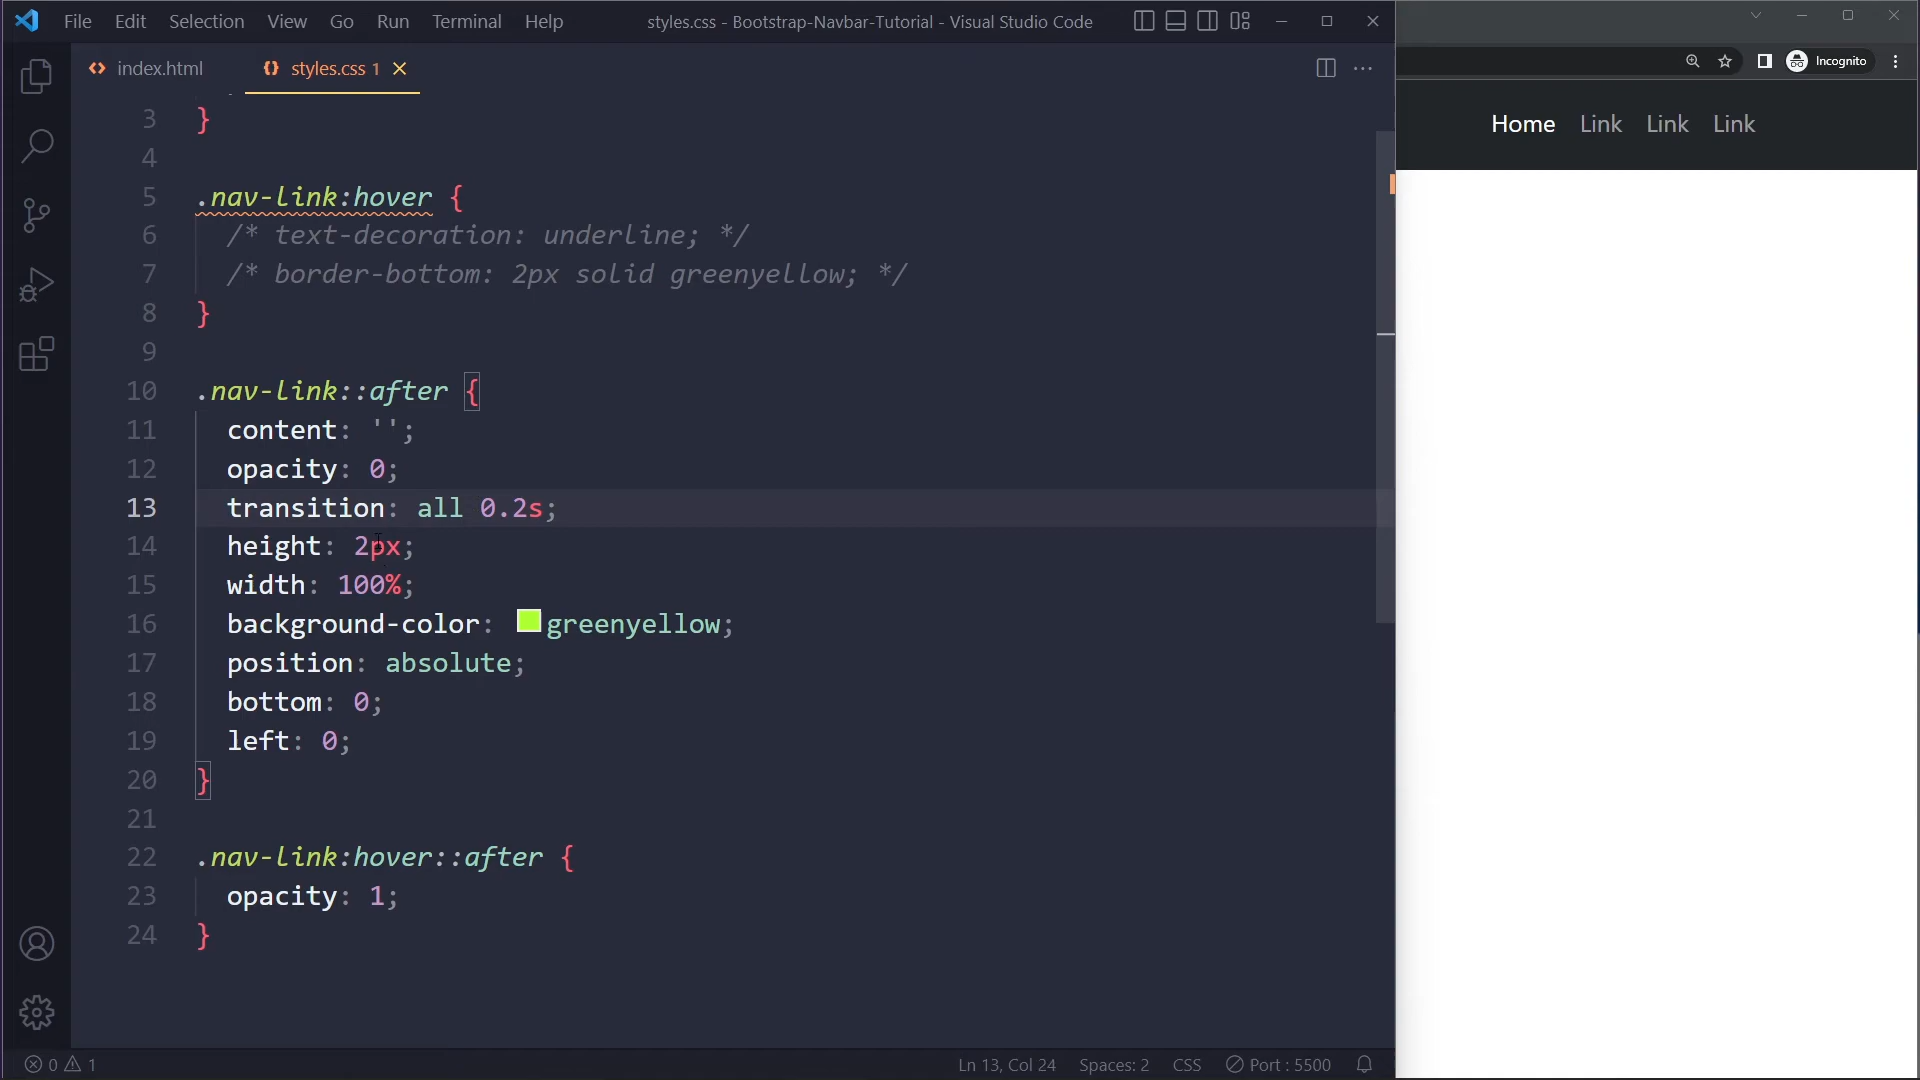 File Edit Selection View Go Run Terminal Help
styles.css - Bootstrap-Navbar-Tutorial - Visual Studio Code
index.html
styles.css 1
Incognito
Home Link Link Link
3 }
4
5 .nav-link:hover {
6 /* text-decoration: underline; */
7 /* border-bottom: 2px solid greenyellow; */
8 }
9
10 .nav-link::after {
11 content: '';
12 opacity: 0;
13 transition: all 0.2s;
14 height: 2px;
15 width: 100%;
16 background-color: greenyellow;
17 position: absolute;
18 bottom: 0;
19 left: 0;
20 }
21
22 .nav-link:hover::after {
23 opacity: 1;
24 }
0 1
Ln 13, Col 24 Spaces: 2 CSS Port : 5500